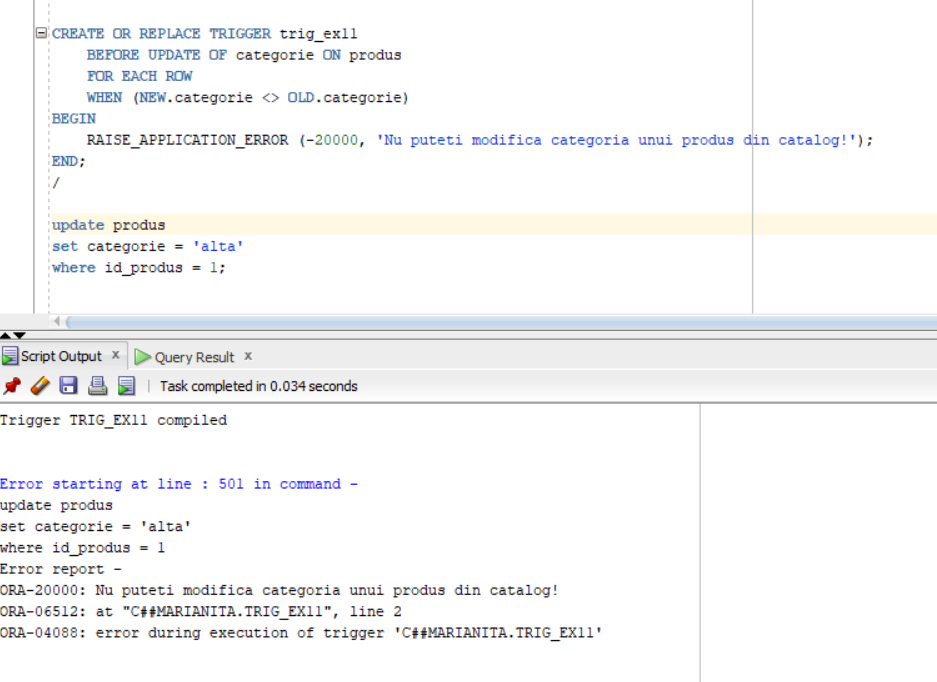 CREATE OR REPLACE TRIGGER trig_ex11
BEFORE UPDATE OF categorie ON produs
FOR EACH ROW
WHEN (NEW.categorie <> OLD.categorie)
BEGIN
RAISE_APPLICATION_ERROR (-20000, 'Nu puteti modifica categoria unui produs din catalog!');
END;
/
update produs
set categorie = 'alta'
where id_produs = 1;
Script Output x Query Result x
Task completed in 0.034 seconds
Trigger TRIG_EX11 compiled
Error starting at line : 501 in command -
update produs
set categorie = 'alta'
where id_produs = 1
Error report -
ORA-20000: Nu puteti modifica categoria unui produs din catalog!
ORA-06512: at "C##MARIANITA.TRIG_EX11", line 2
ORA-04088: error during execution of trigger 'C##MARIANITA.TRIG_EX11'